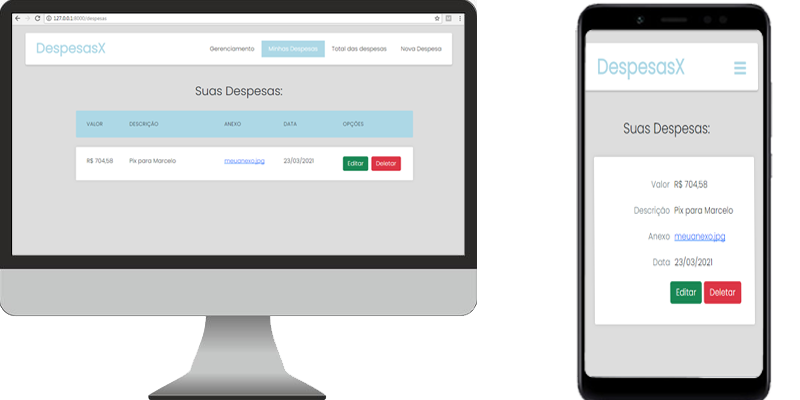 127.0.0.1:8000/despesas
DespesasX
Gerenciamento Minhas Despesas Total das despesas Nova Despesa
Suas Despesas:
VALOR DESCRIÇÃO ANEXO DATA OPÇÕES
R$ 704,58 Pix para Marcelo meuanexo.jpg 23/03/2021 Editar Deletar
DespesasX
Suas Despesas:
Valor R$ 704,58
Descrição Pix para Marcelo
Anexo meuanexo.jpg
Data 23/03/2021
Editar Deletar